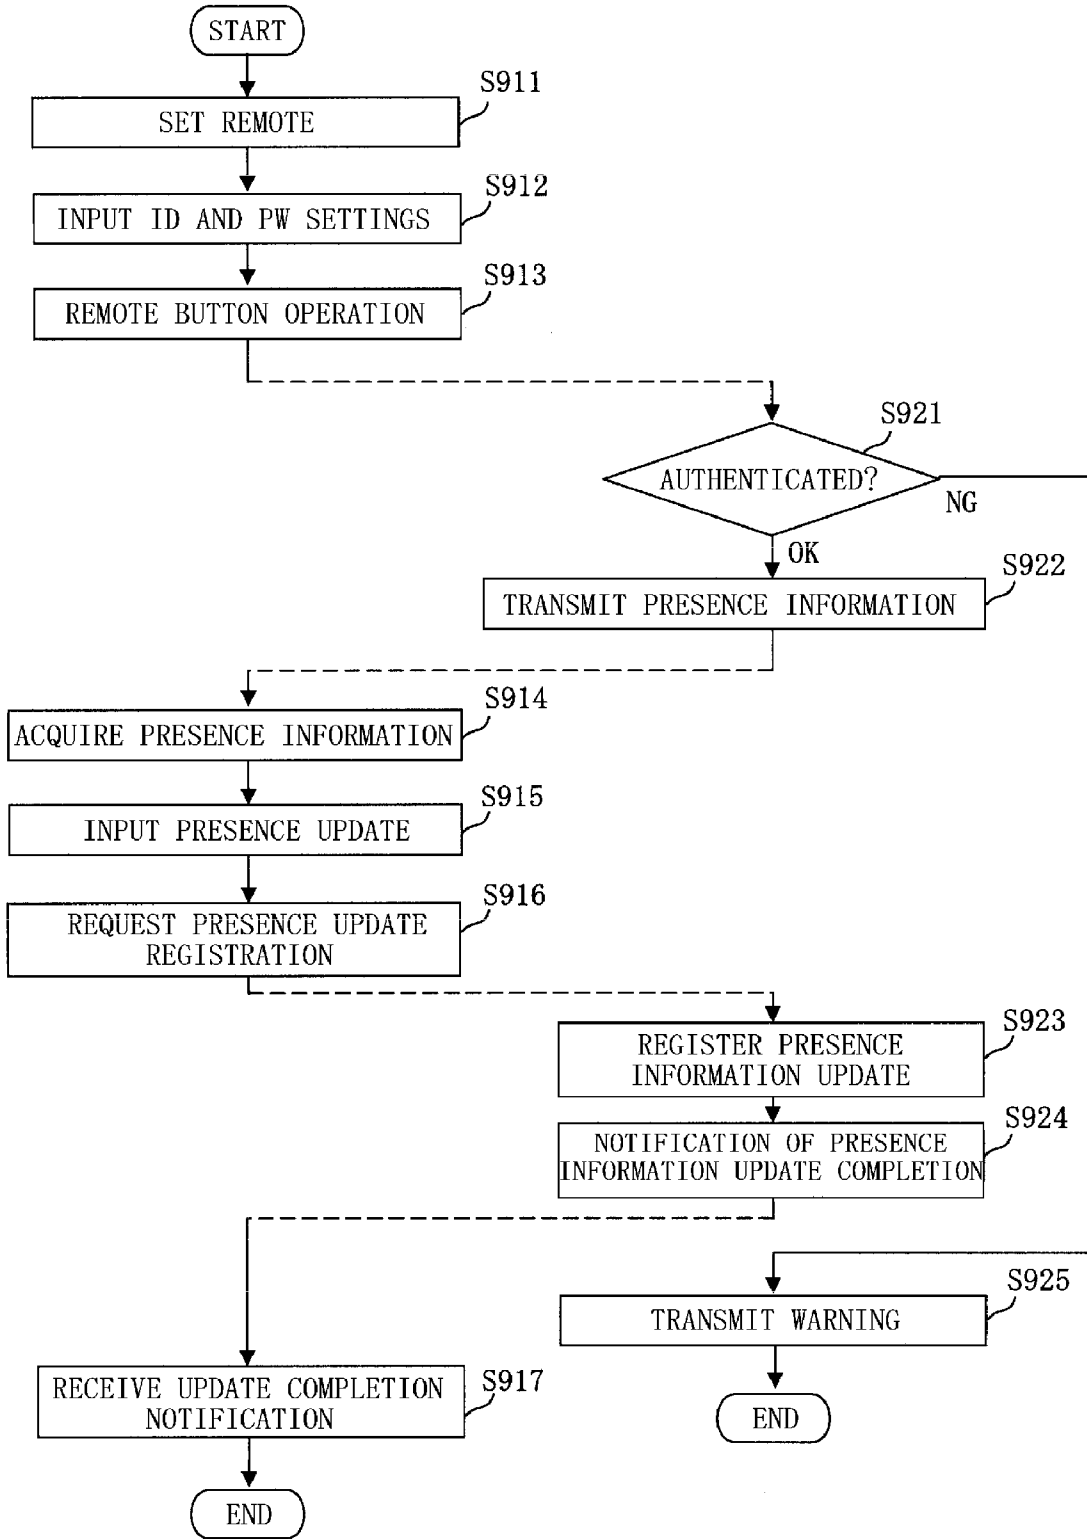 START
S911
SET REMOTE
S912
INPUT ID AND PW SETTINGS
S913
REMOTE BUTTON OPERATION
S921
AUTHENTICATED?
NG
OK
S922
TRANSMIT PRESENCE INFORMATION
S914
ACQUIRE PRESENCE INFORMATION
S915
INPUT PRESENCE UPDATE
S916
REQUEST PRESENCE UPDATE
REGISTRATION
S923
REGISTER PRESENCE
INFORMATION UPDATE
S924
NOTIFICATION OF PRESENCE
INFORMATION UPDATE COMPLETION
S925
TRANSMIT WARNING
S917
RECEIVE UPDATE COMPLETION
NOTIFICATION
END
END